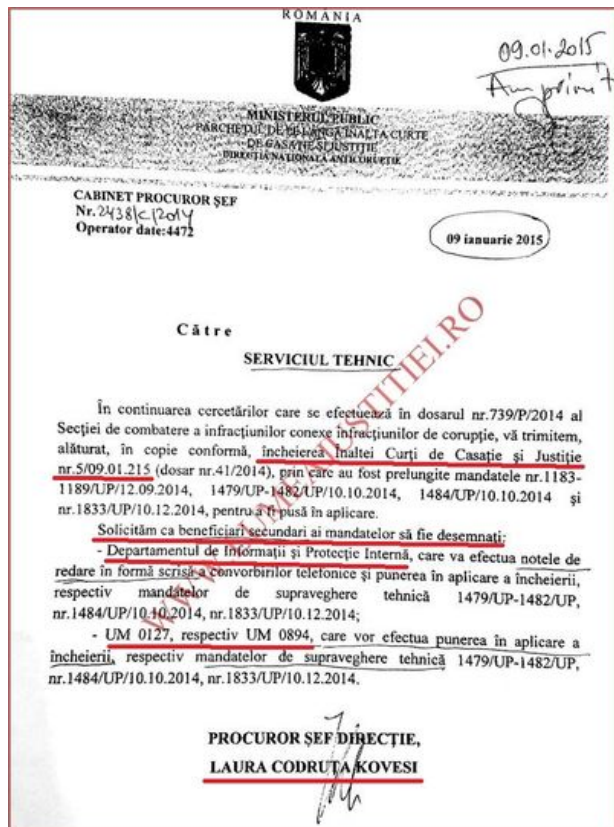 ROMÂNIA
09.01.2015
Am primit
MINISTERUL PUBLIC
PARCHETUL DE PE LÂNGĂ ÎNALTA CURTE
DE CASAȚIE ȘI JUSTIȚIE
DIRECȚIA NAȚIONALĂ ANTICORUPȚIE
CABINET PROCUROR ȘEF
Nr.2438/C/2014
Operator date:4472
09 ianuarie 2015
Către
SERVICIUL TEHNIC
În continuarea cercetărilor care se efectuează în dosarul nr.739/P/2014 al
Secției de combatere a infracțiunilor conexe infracțiunilor de corupție, vă trimitem,
alăturat, în copie conformă, încheierea Înaltei Curți de Casație și Justiție
nr.5/09.01.215 (dosar nr.41/2014), prin care au fost prelungite mandatele nr.1183-
1189/UP/12.09.2014, 1479/UP-1482/UP/10.10.2014, 1484/UP/10.10.2014 și
nr.1833/UP/10.12.2014, pentru a fi pusă în aplicare.
Solicităm ca beneficiari secundari ai mandatelor să fie desemnați:
- Departamentul de Informații și Protecție Internă, care va efectua notele de
redare în formă scrisă a convorbirilor telefonice și punerea în aplicare a încheierii,
respectiv mandatelor de supraveghere tehnică 1479/UP-1482/UP,
nr.1484/UP/10.10.2014, nr.1833/UP/10.12.2014;
- UM 0127, respectiv UM 0894, care vor efectua punerea în aplicare a
încheierii, respectiv mandatelor de supraveghere tehnică 1479/UP-1482/UP,
nr.1484/UP/10.10.2014, nr.1833/UP/10.12.2014.
PROCUROR ȘEF DIRECȚIE,
LAURA CODRUȚA KOVESI
WWW.LUMEAJUSTITIEI.RO